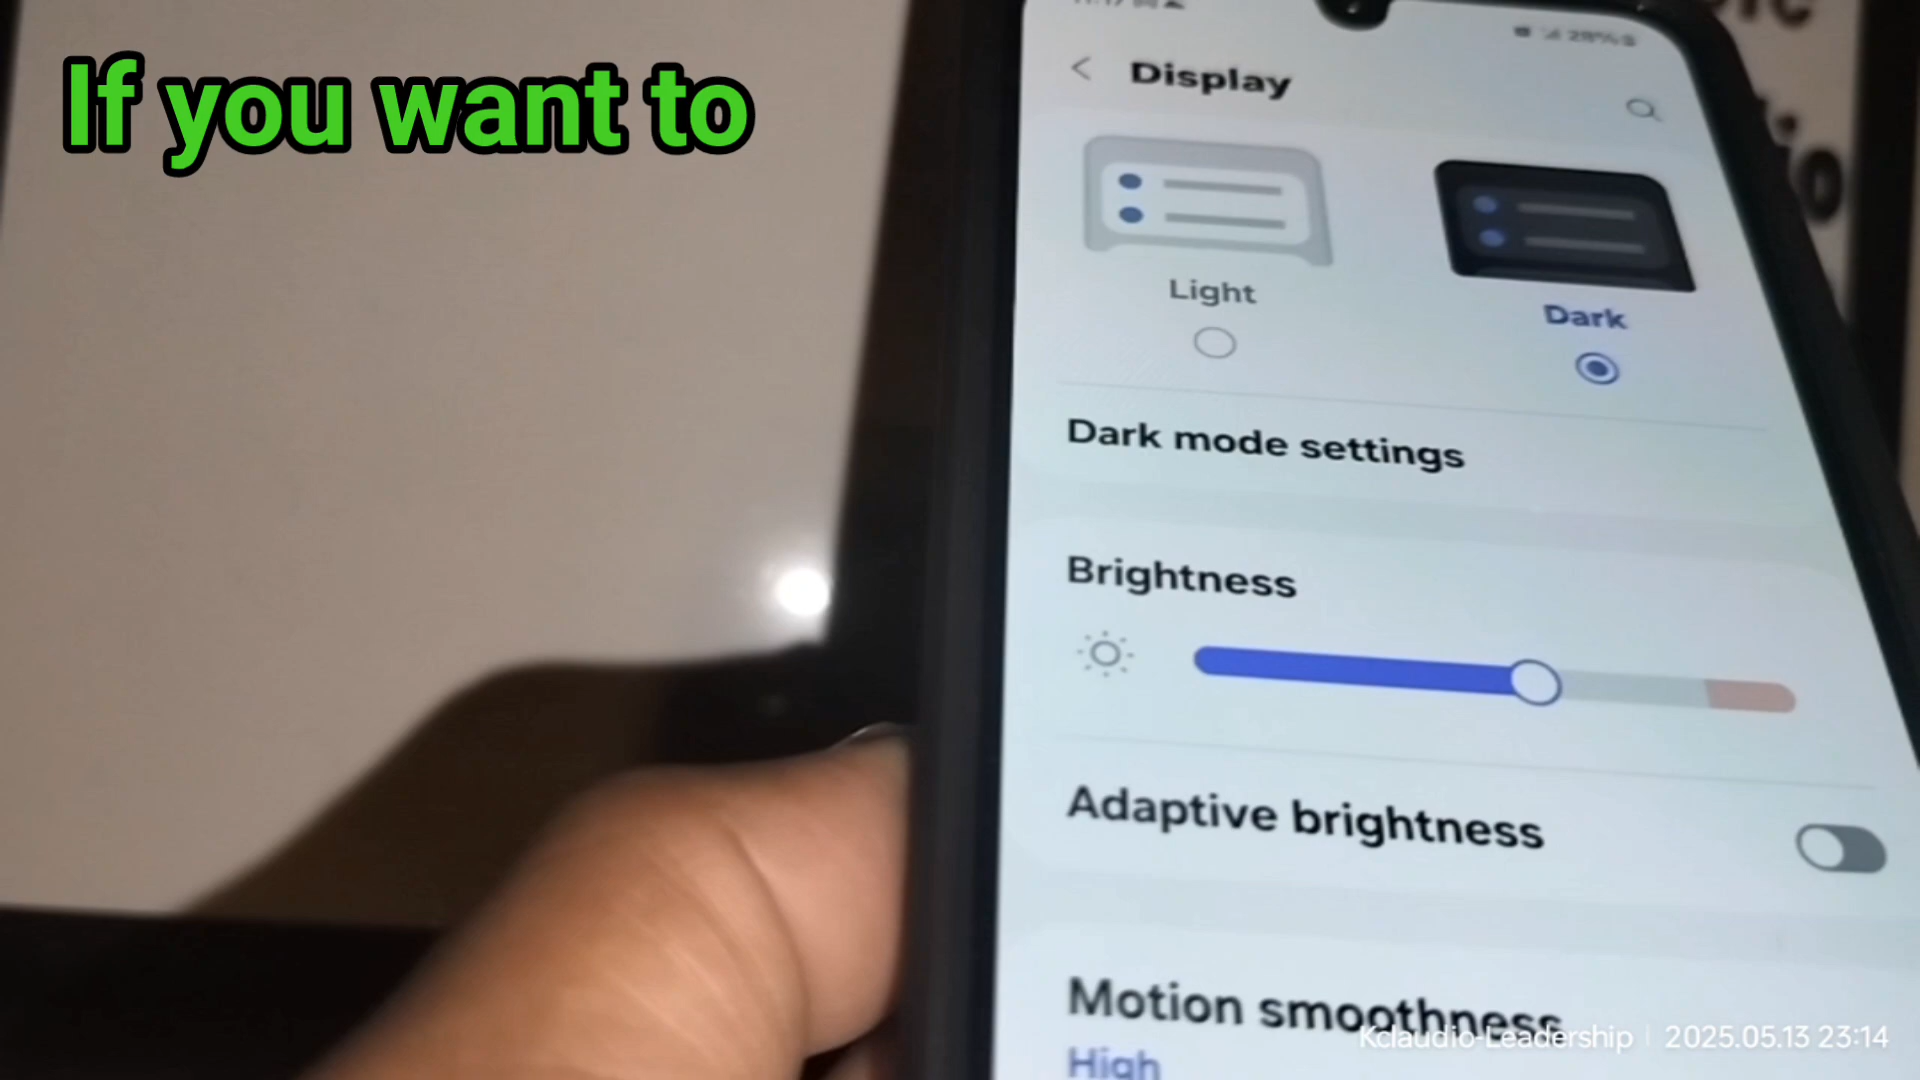 If you want to
Display
Light
Dark
Dark mode settings
Brightness
Adaptive brightness
Motion smoothness
High
Kclaudio-Leadership | 2025.05.13 23:14